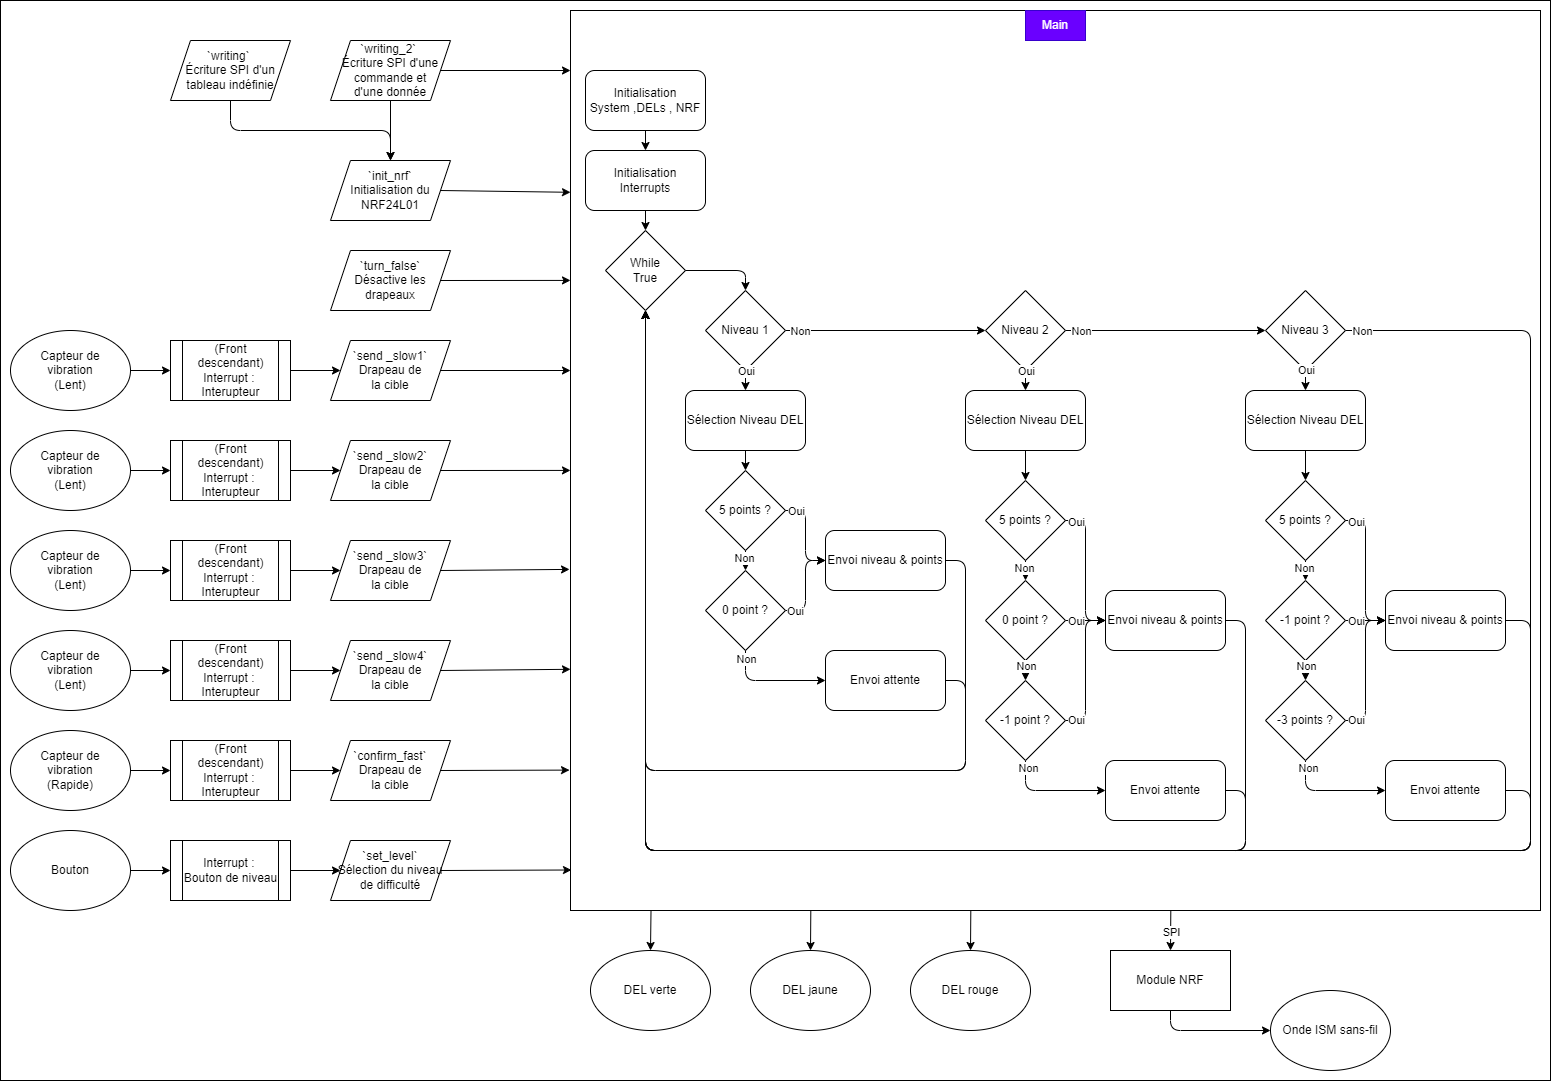 Main
`writing`
Écriture SPI d'un
tableau indéfinie
`writing_2`
Écriture SPI d'une
commande et
d'une donnée
`init_nrf`
Initialisation du
NRF24L01
`turn_false`
Désactive les
drapeaux
Capteur de
vibration
(Lent)
(Front
descendant)
Interrupt :
Interupteur
`send _slow1`
Drapeau de
la cible
Capteur de
vibration
(Lent)
(Front
descendant)
Interrupt :
Interupteur
`send _slow2`
Drapeau de
la cible
Capteur de
vibration
(Lent)
(Front
descendant)
Interrupt :
Interupteur
`send _slow3`
Drapeau de
la cible
Capteur de
vibration
(Lent)
(Front
descendant)
Interrupt :
Interupteur
`send _slow4`
Drapeau de
la cible
Capteur de
vibration
(Rapide)
(Front
descendant)
Interrupt :
Interupteur
`confirm_fast`
Drapeau de
la cible
Bouton
Interrupt :
Bouton de niveau
`set_level`
Sélection du niveau
de difficulté
Initialisation
System ,DELs , NRF
Initialisation
Interrupts
While
True
Niveau 1
Non
Oui
Sélection Niveau DEL
5 points ?
Oui
Non
0 point ?
Oui
Non
Envoi niveau & points
Envoi attente
Niveau 2
Non
Oui
Sélection Niveau DEL
5 points ?
Oui
Non
0 point ?
Oui
Non
-1 point ?
Oui
Non
Envoi niveau & points
Envoi attente
Niveau 3
Non
Oui
Sélection Niveau DEL
5 points ?
Oui
Non
-1 point ?
Oui
Non
-3 points ?
Oui
Non
Envoi niveau & points
Envoi attente
DEL verte
DEL jaune
DEL rouge
SPI
Module NRF
Onde ISM sans-fil